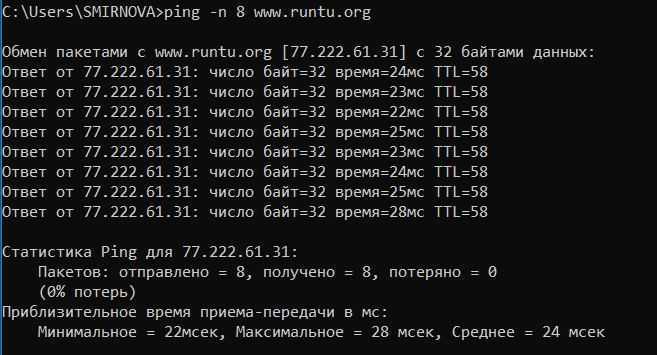 C:\Users\SMIRNOVA>ping -n 8 www.runtu.org
Обмен пакетами с www.runtu.org [77.222.61.31] с 32 байтами данных:
Ответ от 77.222.61.31: число байт=32 время=24мс TTL=58
Ответ от 77.222.61.31: число байт=32 время=23мс TTL=58
Ответ от 77.222.61.31: число байт=32 время=22мс TTL=58
Ответ от 77.222.61.31: число байт=32 время=25мс TTL=58
Ответ от 77.222.61.31: число байт=32 время=23мс TTL=58
Ответ от 77.222.61.31: число байт=32 время=24мс TTL=58
Ответ от 77.222.61.31: число байт=32 время=25мс TTL=58
Ответ от 77.222.61.31: число байт=32 время=28мс TTL=58
Статистика Ping для 77.222.61.31:
Пакетов: отправлено = 8, получено = 8, потеряно = 0
(0% потерь)
Приблизительное время приема-передачи в мс:
Минимальное = 22мсек, Максимальное = 28 мсек, Среднее = 24 мсек